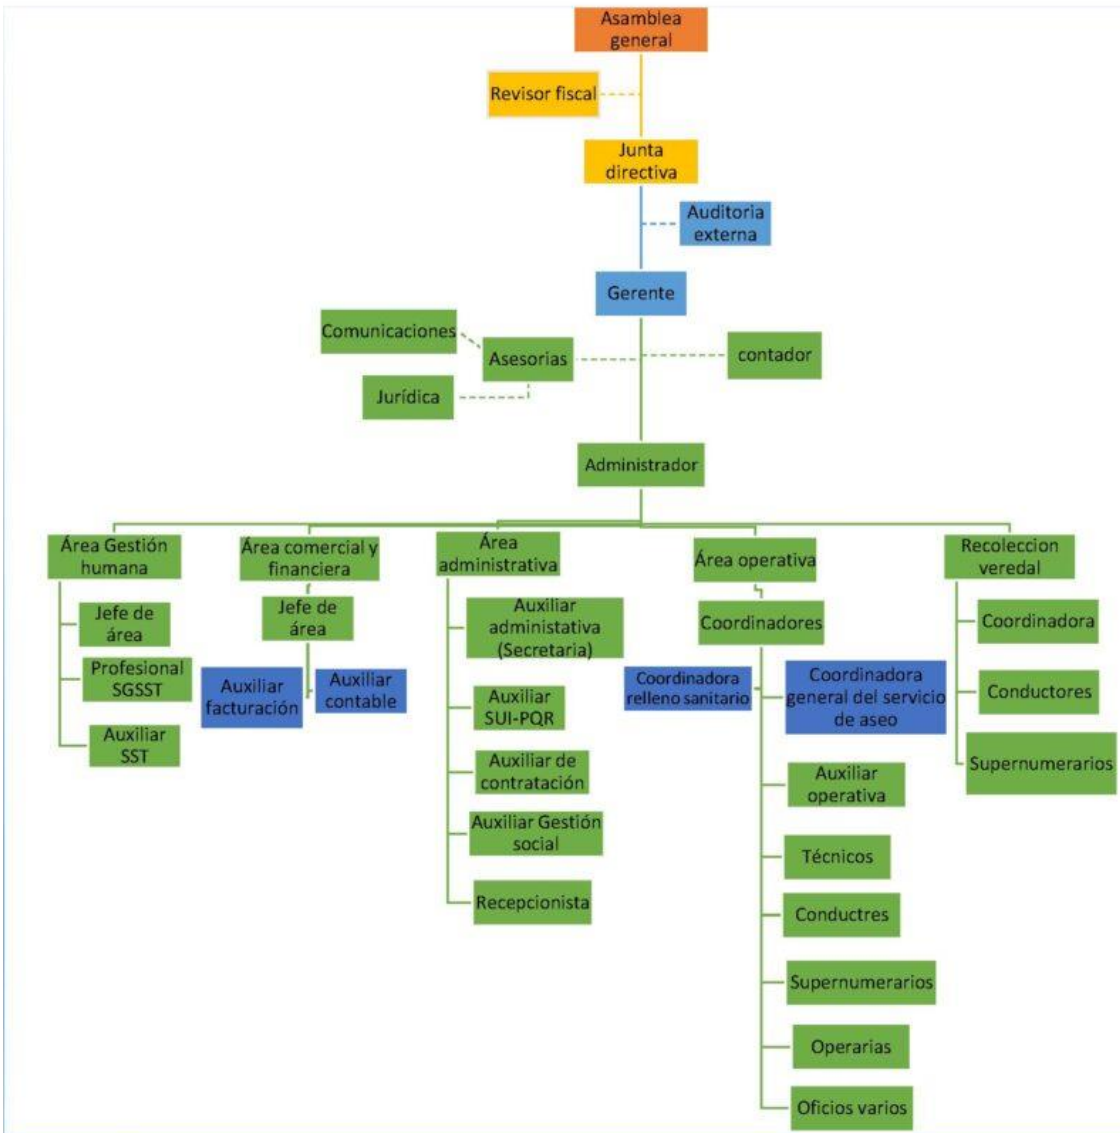 Asamblea
general
Revisor fiscal
Junta
directiva
Auditoria
externa
Gerente
Comunicaciones
Asesorias
contador
Jurídica
Administrador
Área Gestión
humana
Área comercial y
financiera
Área
administrativa
Área operativa
Recoleccion
veredal
Jefe de
área
Profesional
SGSST
Auxiliar
SST
Jefe de
área
Auxiliar
facturación
Auxiliar
contable
Auxiliar
administativa
(Secretaria)
Auxiliar
SUI-PQR
Auxiliar de
contratación
Auxiliar Gestión
social
Recepcionista
Coordinadores
Coordinadora
relleno sanitario
Coordinadora
general del servicio
de aseo
Auxiliar
operativa
Técnicos
Conductres
Supernumerarios
Operarias
Oficios varios
Coordinadora
Conductores
Supernumerarios